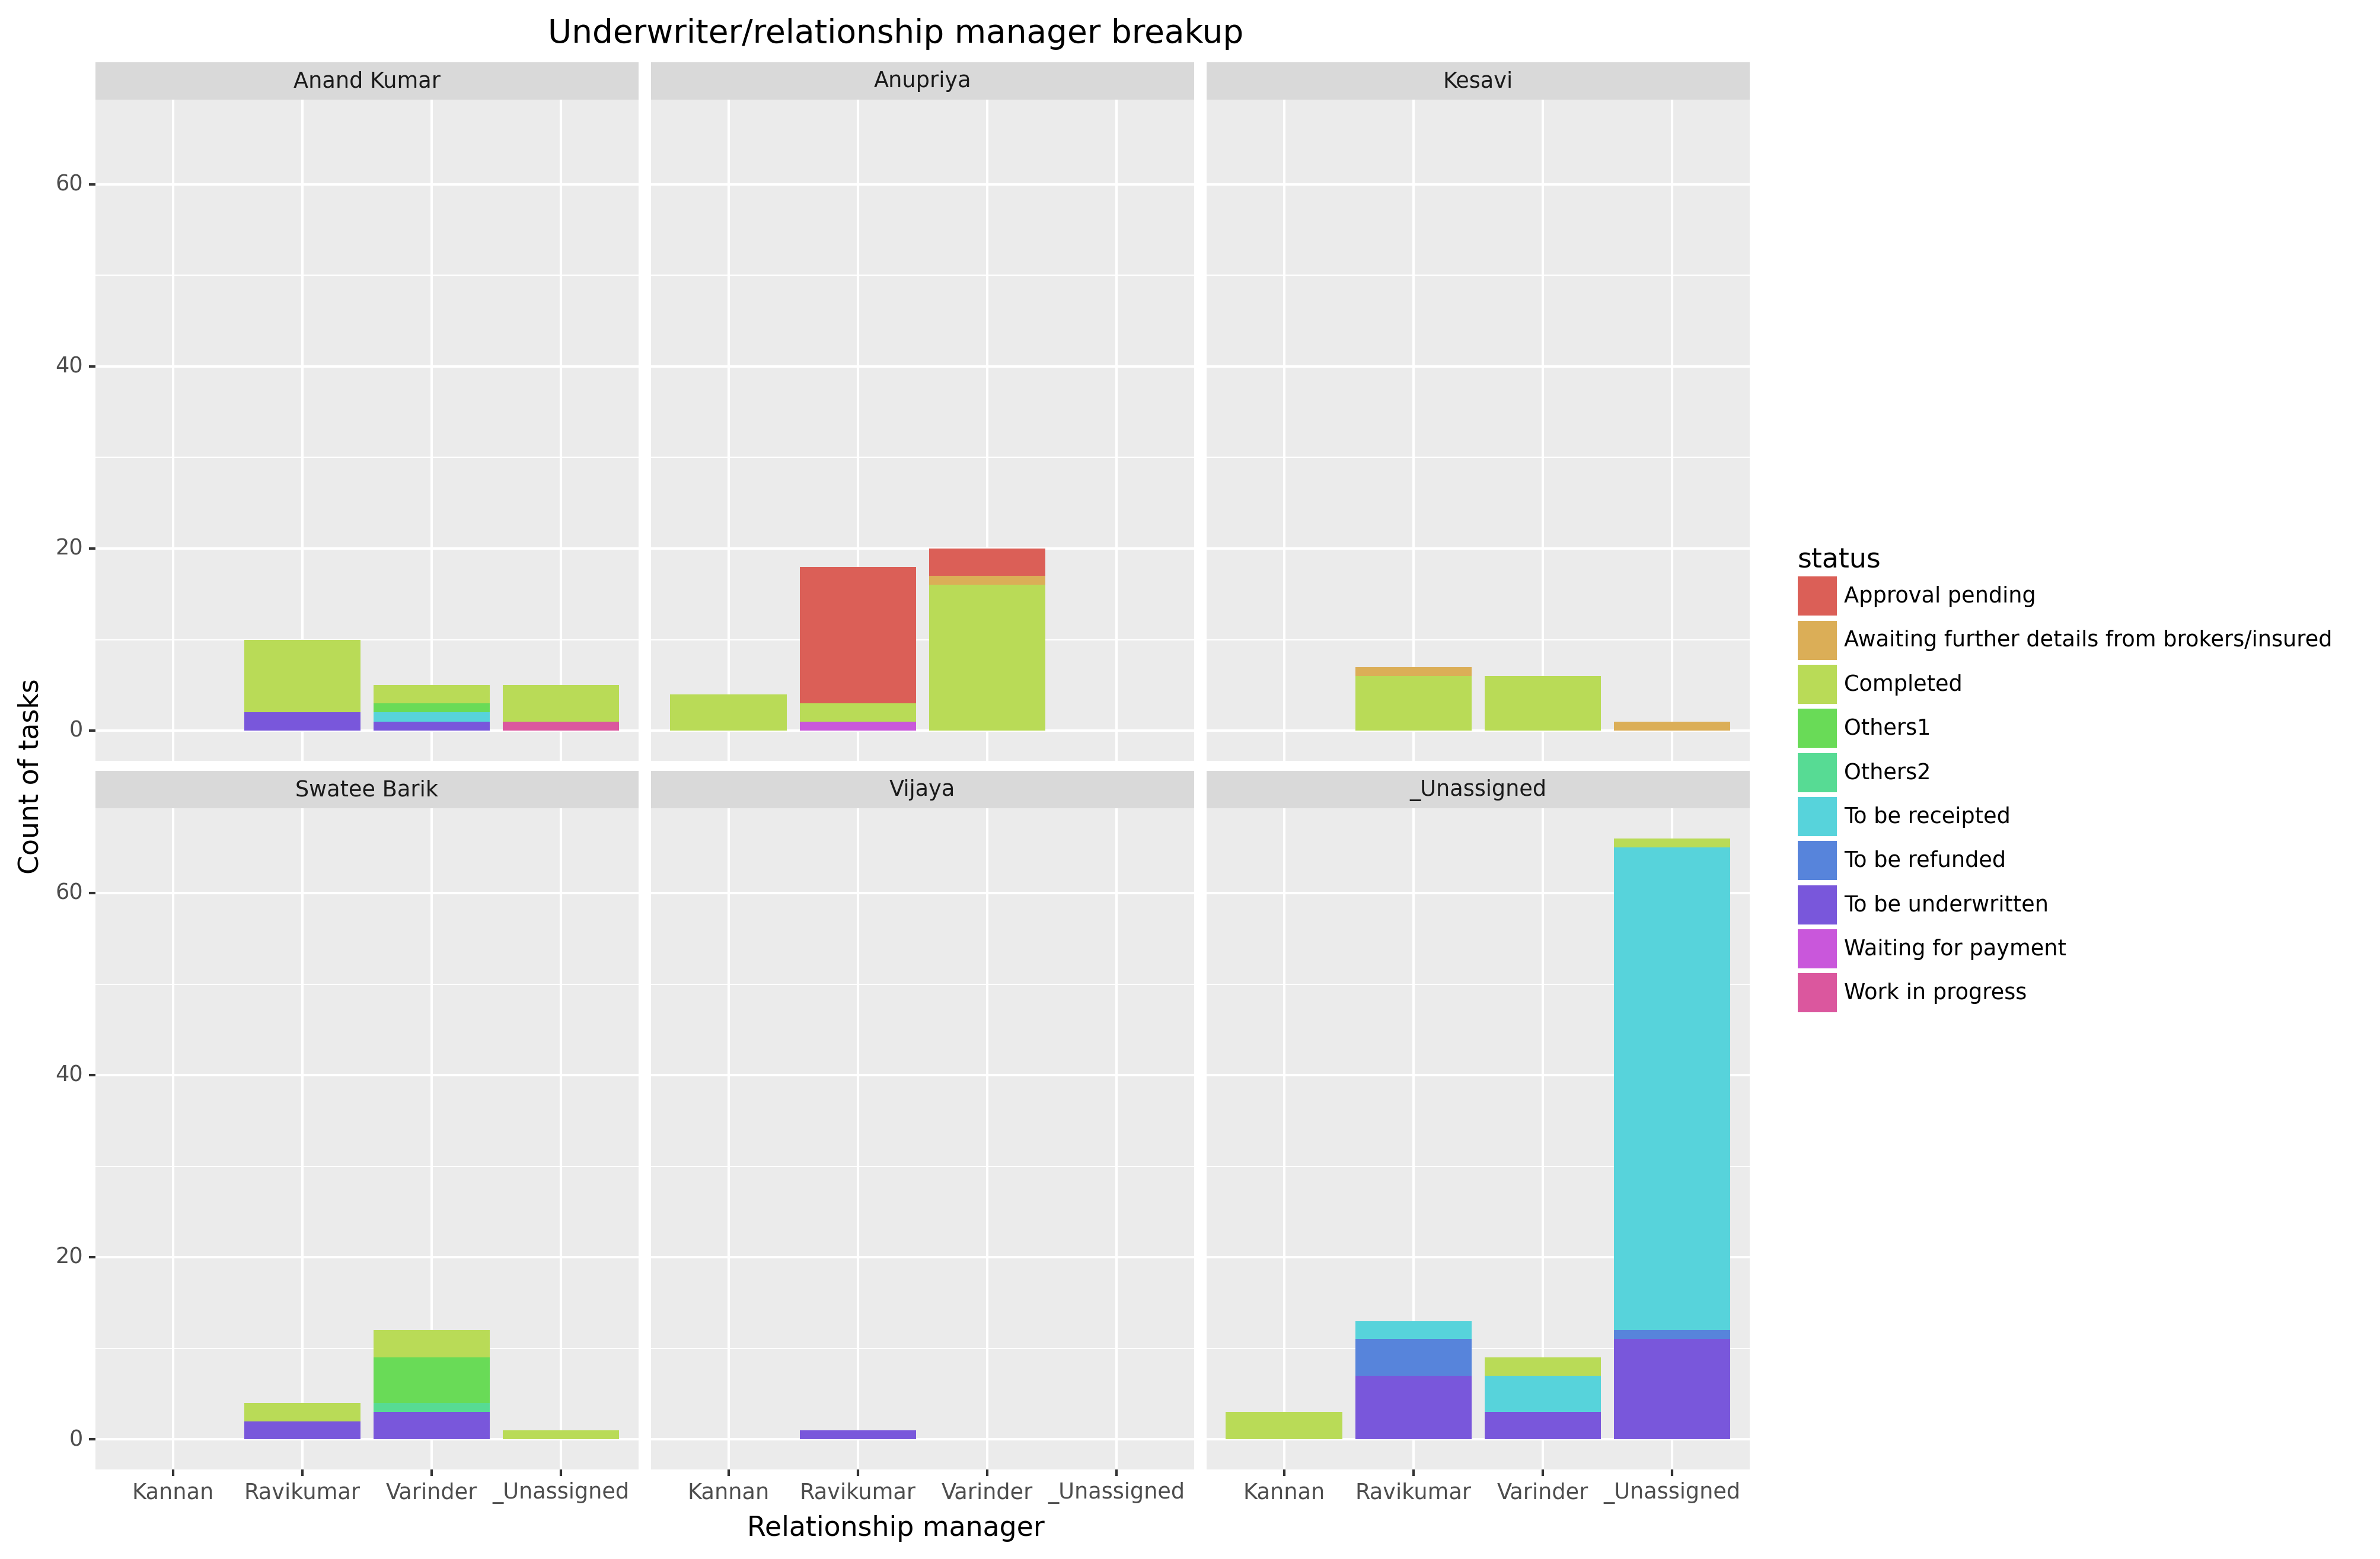 Underwriter/relationship manager breakup
Anand Kumar
Anupriya
Kesavi
60
40
20
0
Count of tasks
Swatee Barik
Vijaya
_Unassigned
60
40
20
0
Kannan Ravikumar Varinder _Unassigned
Kannan Ravikumar Varinder _Unassigned
Kannan Ravikumar Varinder _Unassigned
Relationship manager
status
Approval pending
Awaiting further details from brokers/insured
Completed
Others1
Others2
To be receipted
To be refunded
To be underwritten
Waiting for payment
Work in progress